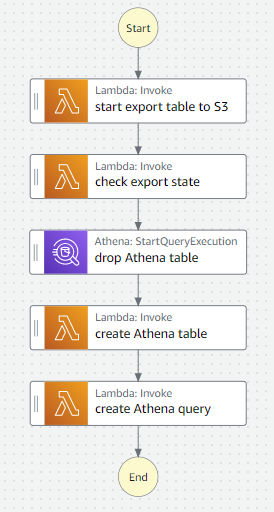 Start
Lambda: Invoke
start export table to S3
Lambda: Invoke
check export state
Athena: StartQueryExecution
drop Athena table
Lambda: Invoke
create Athena table
Lambda: Invoke
create Athena query
End